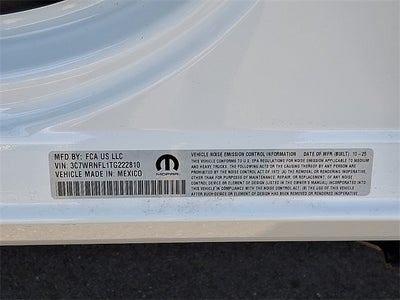 MFD BY: FCA US LLC
VIN: 3C7WRNFL1TG222810
VEHICLE MADE IN: MEXICO
MOPAR
VEHICLE NOISE EMISSION CONTROL INFORMATION DATE OF MFR (BUILT) 10 - 25
THIS VEHICLE CONFORMS TO U.S. EPA REGULATIONS FOR NOISE EMISSION APPLICABLE TO MEDIUM
AND HEAVY TRUCKS. THE FOLLOWING ACTS OR THE CAUSING THEREOF BY ANY PERSON
ARE PROHIBITED BY THE NOISE CONTROL ACT OF 1972: (A) THE REMOVAL OR RENDERING INOPERATIVE,
OTHER THAN FOR PURPOSES OF MAINTENANCE, REPAIR, OR REPLACEMENT, OF ANY NOISE
CONTROL DEVICE OR ELEMENT OF DESIGN (LISTED IN THE OWNER'S MANUAL) INCORPORATED
INTO THIS VEHICLE IN COMPLIANCE WITH THE NOISE CONTROL ACT; (B) THE USE OF THIS VEHICLE
AFTER SUCH DEVICE OR ELEMENT OF DESIGN HAS BEEN REMOVED OR RENDERED INOPERATIVE.